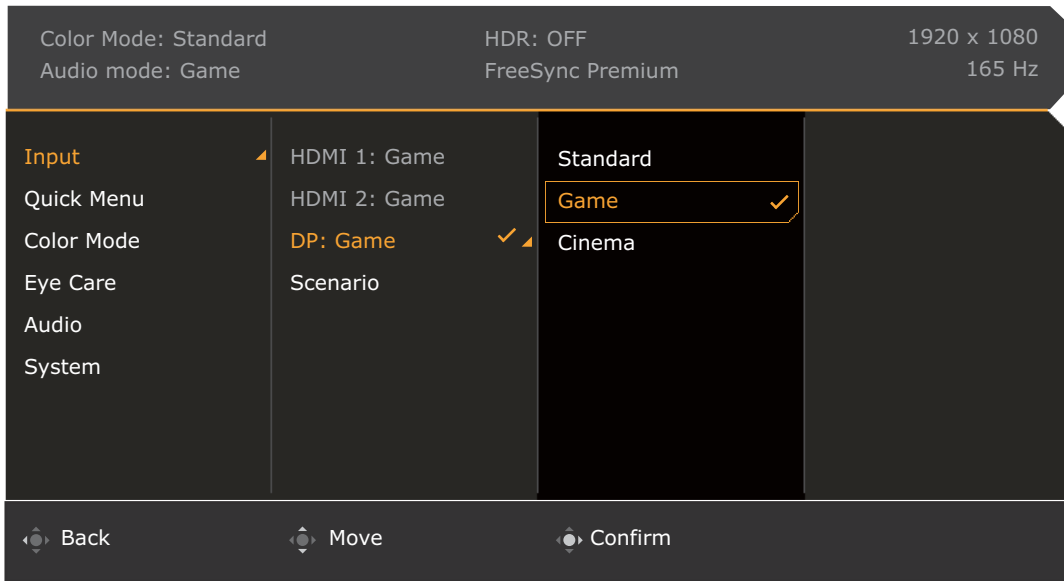 Color Mode: Standard
HDR: OFF
1920 x 1080
Audio mode: Game
FreeSync Premium
165 Hz
Input
HDMI 1: Game
Standard
Quick Menu
HDMI 2: Game
Game
Color Mode
DP: Game
Cinema
Eye Care
Scenario
Audio
System
Back
Move
Confirm